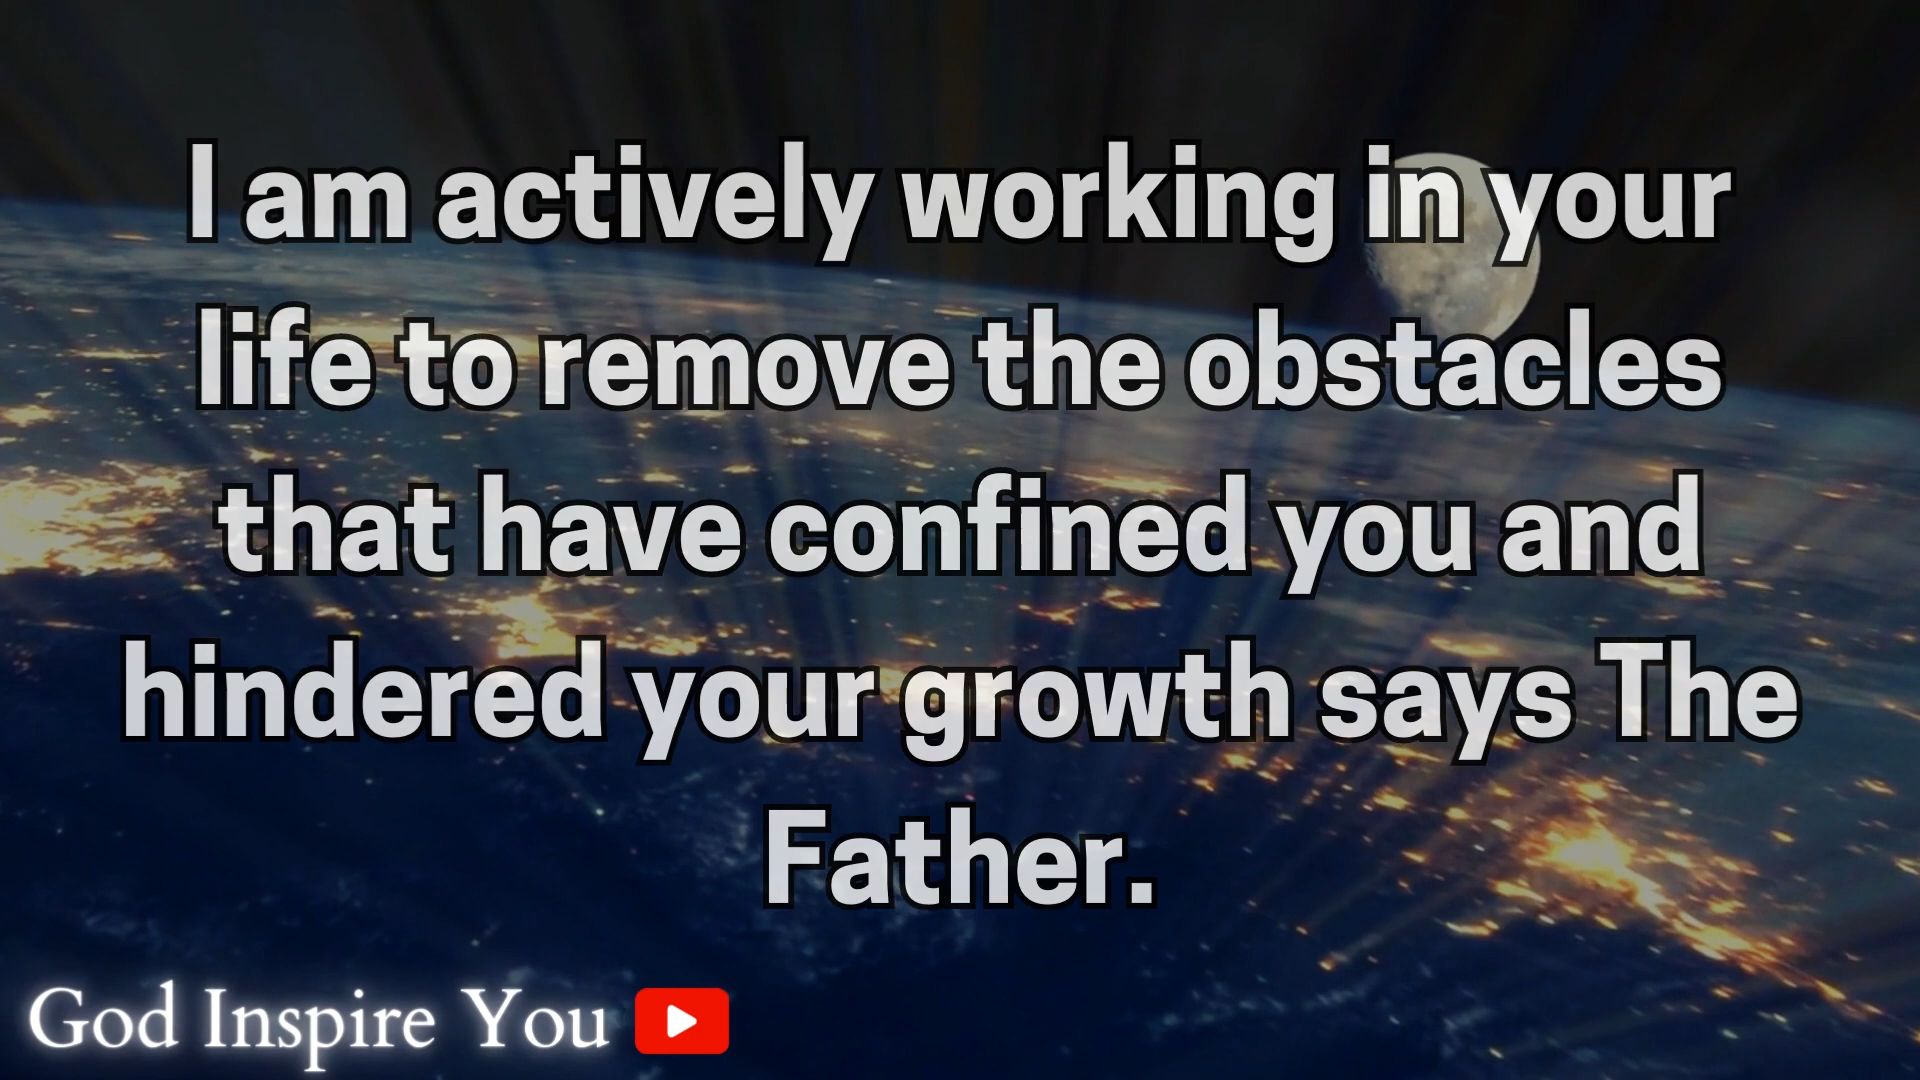 I am actively working in your
life to remove the obstacles
that have confined you and
hindered your growth says The
Father.
God Inspire You